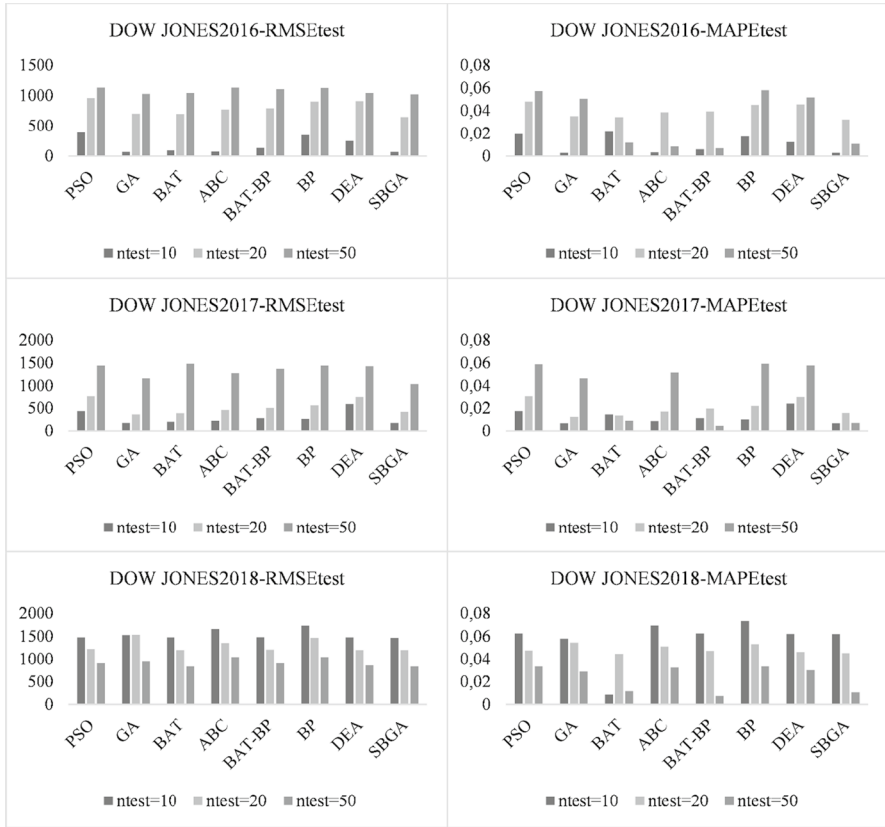 DOW JONES2016-RMSEtest
1500
1000
500
0
PSO
GA
BAT
ABC
BAT-BP
BP
DEA
SBGA
ntest=10 ntest=20 ntest=50
DOW JONES2016-MAPEtest
0,08
0,06
0,04
0,02
0
PSO
GA
BAT
ABC
BAT-BP
BP
DEA
SBGA
ntest=10 ntest=20 ntest=50
DOW JONES2017-RMSEtest
2000
1500
1000
500
0
PSO
GA
BAT
ABC
BAT-BP
BP
DEA
SBGA
ntest=10 ntest=20 ntest=50
DOW JONES2017-MAPEtest
0,08
0,06
0,04
0,02
0
PSO
GA
BAT
ABC
BAT-BP
BP
DEA
SBGA
ntest=10 ntest=20 ntest=50
DOW JONES2018-RMSEtest
2000
1500
1000
500
0
PSO
GA
BAT
ABC
BAT-BP
BP
DEA
SBGA
ntest=10 ntest=20 ntest=50
DOW JONES2018-MAPEtest
0,08
0,06
0,04
0,02
0
PSO
GA
BAT
ABC
BAT-BP
BP
DEA
SBGA
ntest=10 ntest=20 ntest=50